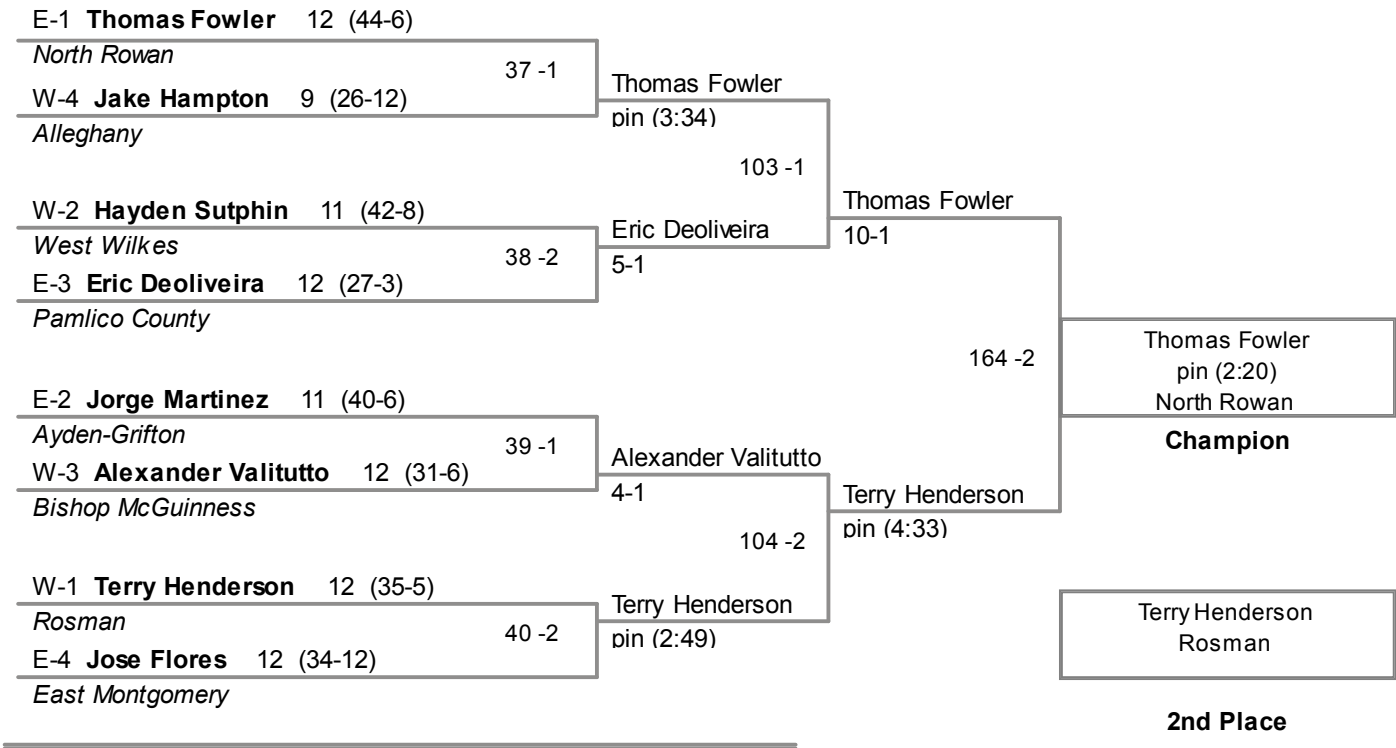 E-1 Thomas Fowler 12 (44-6)
North Rowan
37 -1
W-4 Jake Hampton 9 (26-12)
Alleghany
Thomas Fowler
pin (3:34)
103 -1
W-2 Hayden Sutphin 11 (42-8)
West Wilkes
38 -2
E-3 Eric Deoliveira 12 (27-3)
Pamlico County
Eric Deoliveira
5-1
Thomas Fowler
10-1
164 -2
E-2 Jorge Martinez 11 (40-6)
Ayden-Grifton
39 -1
W-3 Alexander Valitutto 12 (31-6)
Bishop McGuinness
Alexander Valitutto
4-1
104 -2
W-1 Terry Henderson 12 (35-5)
Rosman
40 -2
E-4 Jose Flores 12 (34-12)
East Montgomery
Terry Henderson
pin (2:49)
Terry Henderson
pin (4:33)
Thomas Fowler
pin (2:20)
North Rowan
Champion
Terry Henderson
Rosman
2nd Place